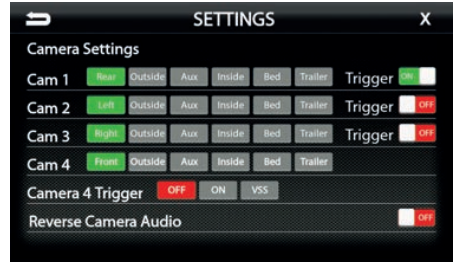 SETTINGS X
Camera Settings
Cam 1 Rear Outside Aux Inside Bed Trailer Trigger ON
Cam 2 Left Outside Aux Inside Bed Trailer Trigger OFF
Cam 3 Right Outside Aux Inside Bed Trailer Trigger OFF
Cam 4 Front Outside Aux Inside Bed Trailer
Camera 4 Trigger OFF ON VSS
Reverse Camera Audio OFF